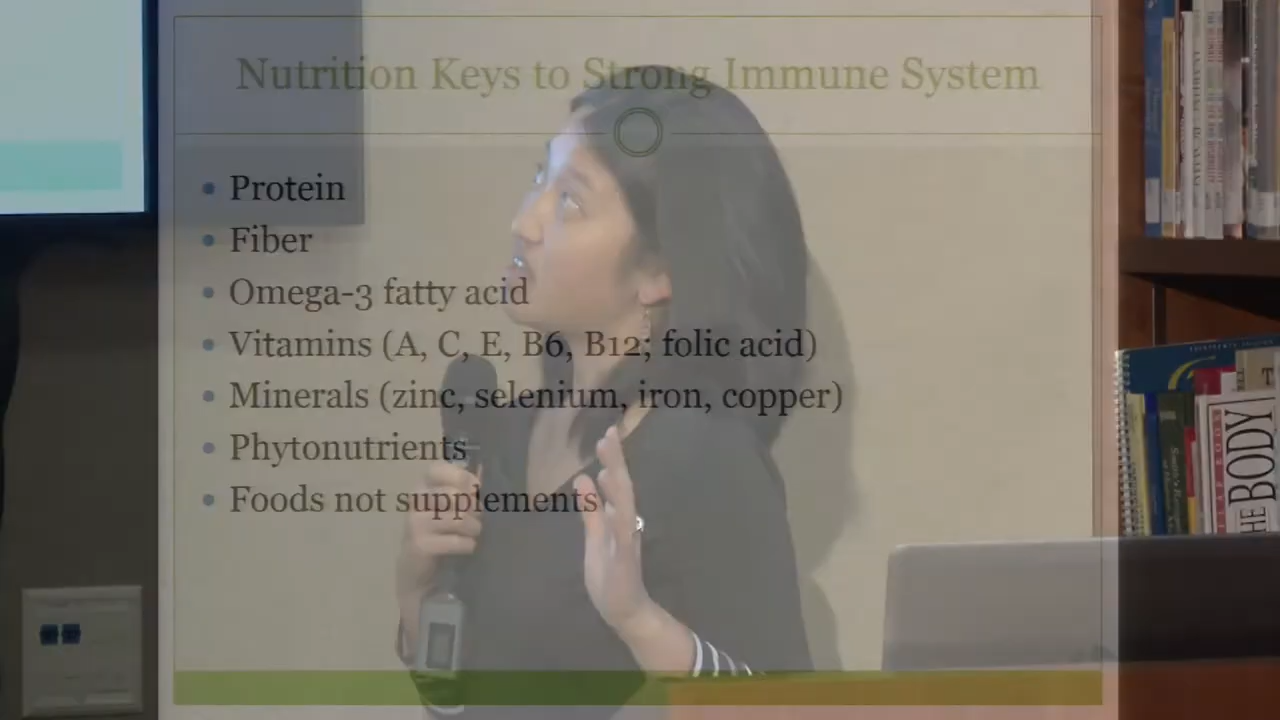 Nutrition Keys to Strong Immune System
Protein
Fiber
Omega-3 fatty acid
Vitamins (A, C, E, B6, B12; folic acid)
Minerals (zinc, selenium, iron, copper)
Phytonutrients
Foods not supplements
BODY